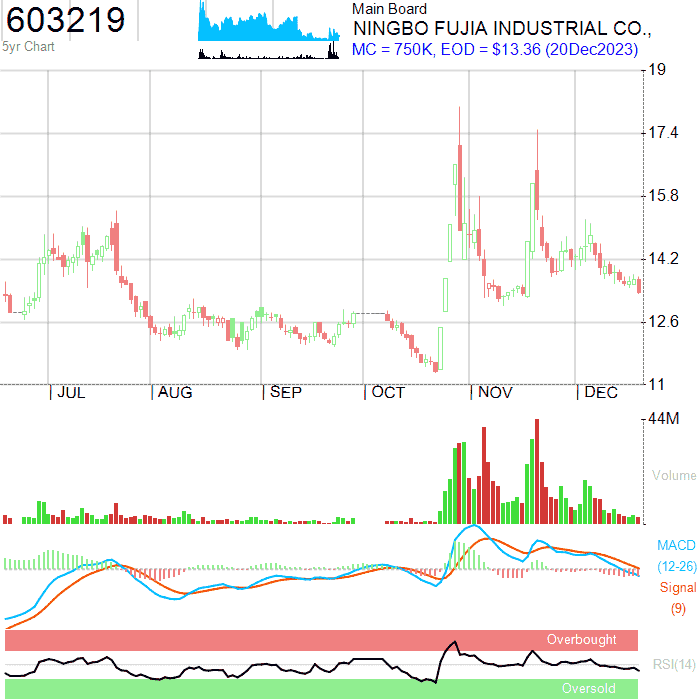 603219
5yr Chart
Main Board
NINGBO FUJIA INDUSTRIAL CO.,
MC = 750K, EOD = $13.36 (20Dec2023)
19
17.4
15.8
14.2
12.6
11
JUL AUG SEP OCT NOV DEC
44M
Volume
MACD
(12-26)
Signal
(9)
Overbought
RSI(14)
Oversold